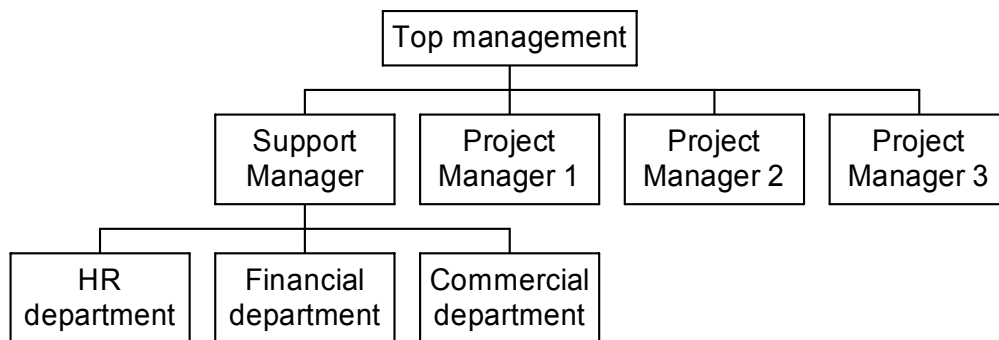 Top management
Support
Manager
Project
Manager 1
Project
Manager 2
Project
Manager 3
HR
department
Financial
department
Commercial
department